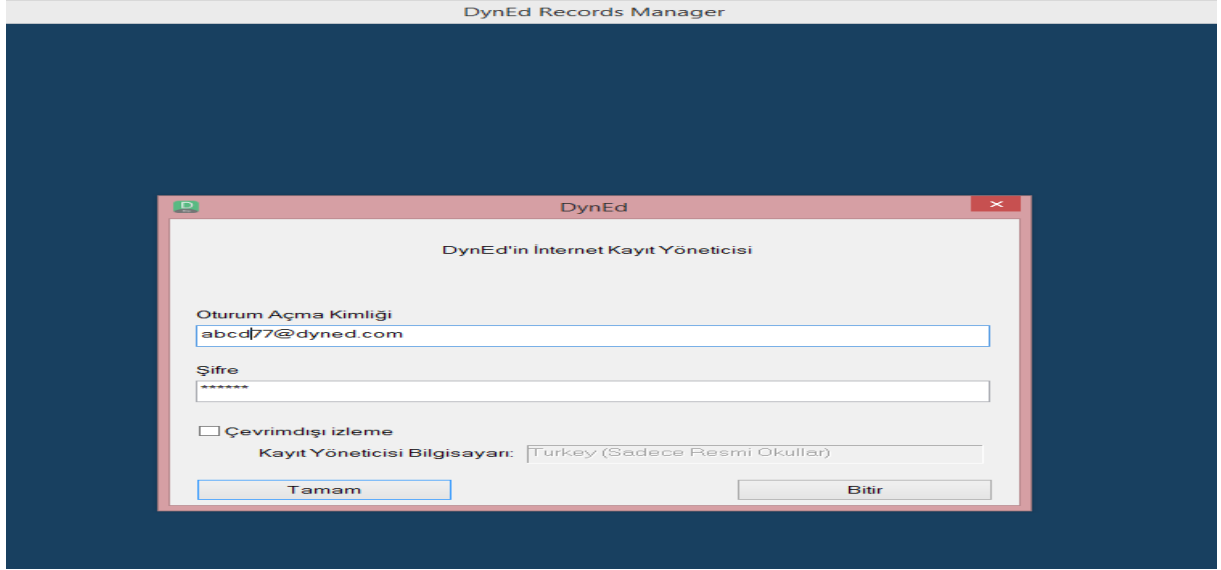 DynEd Records Manager
DynEd
DynEd'in İnternet Kayıt Yöneticisi
Oturum Açma Kimliği
abcd77@dyned.com
Şifre
******
Çevrimdışı izleme
Kayıt Yöneticisi Bilgisayarı: Turkey (Sadece Resmi Okullar)
Tamam Bitir